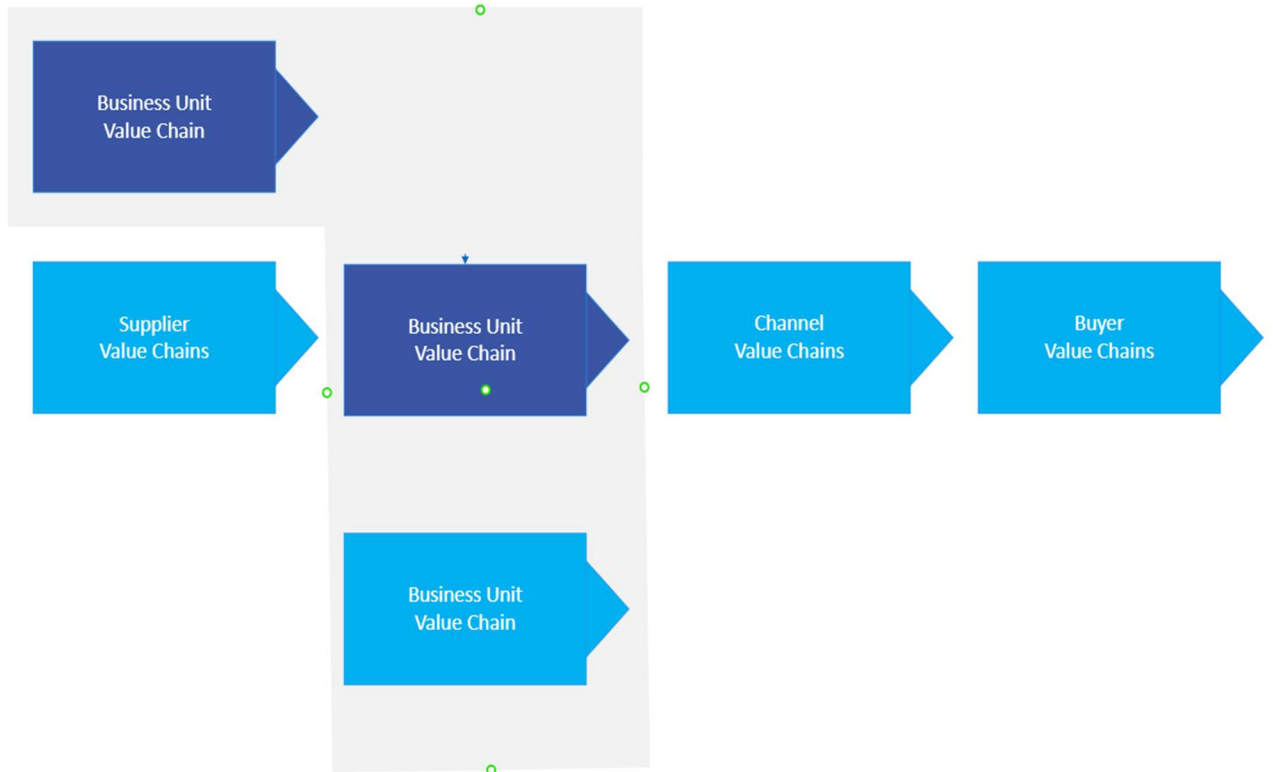 Business Unit
Value Chain
Supplier
Value Chains
Business Unit
Value Chain
Channel
Value Chains
Buyer
Value Chains
Business Unit
Value Chain